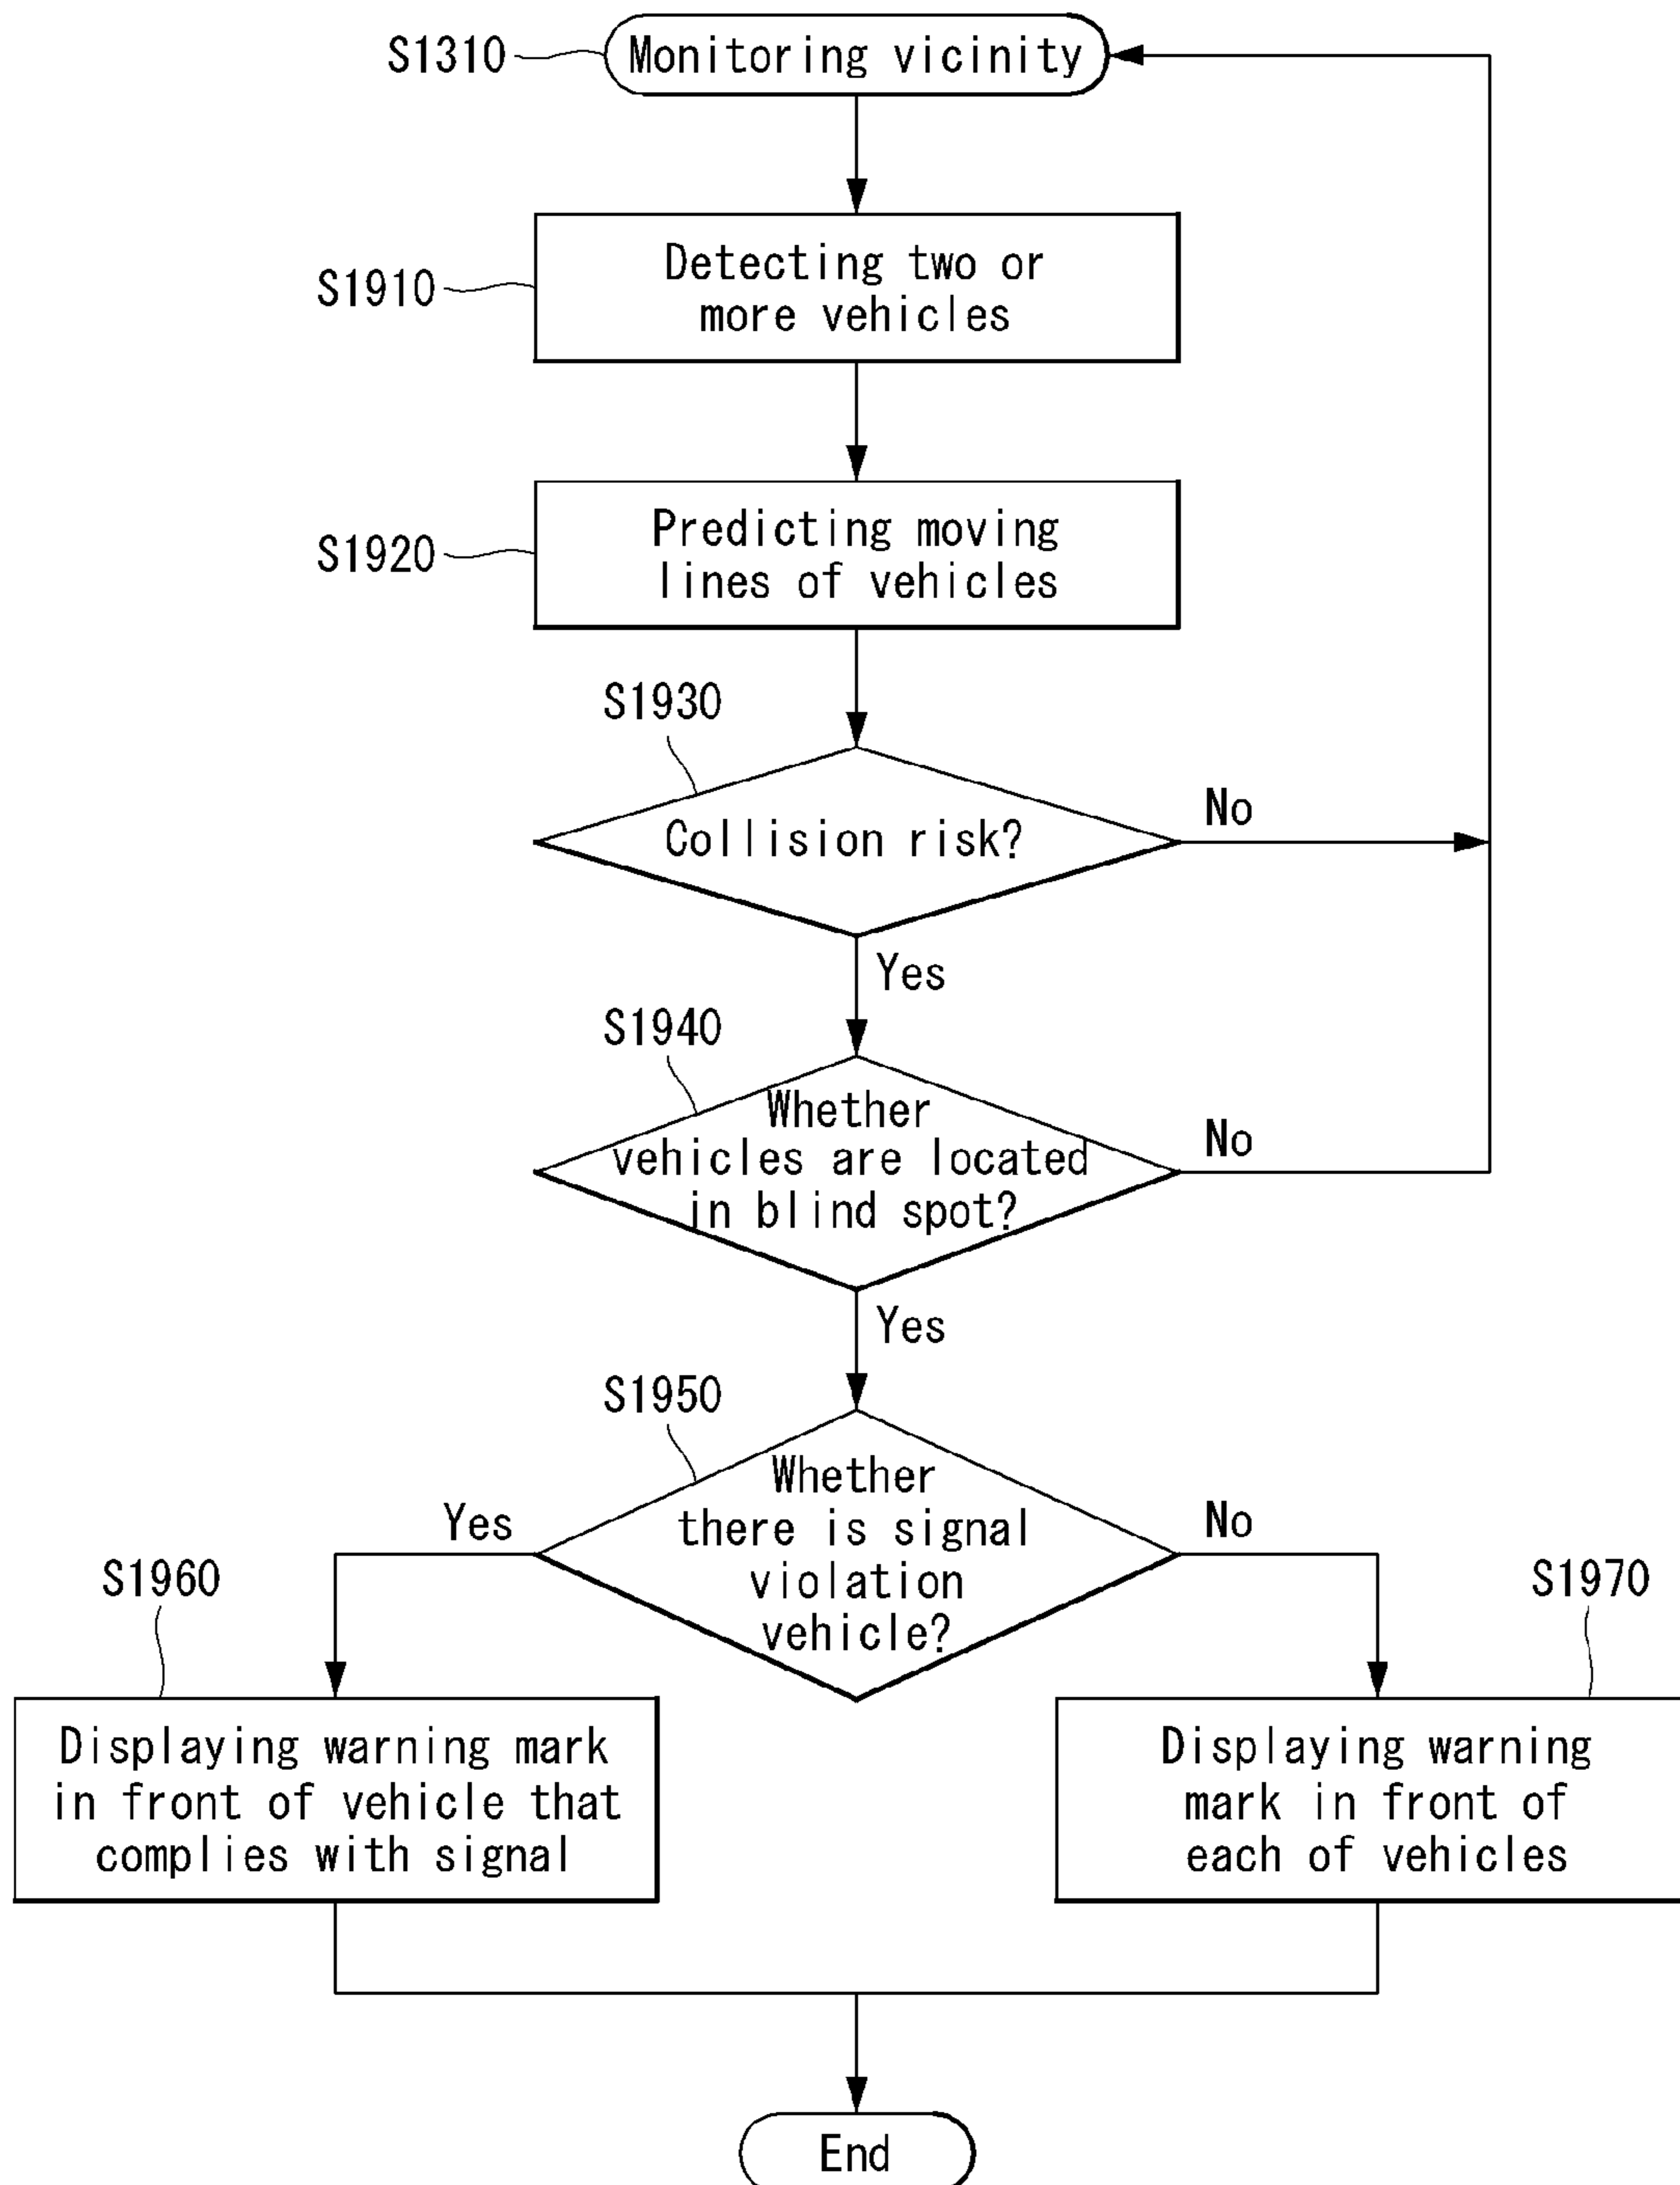 S1310
Monitoring vicinity
S1910
Detecting two or
more vehicles
S1920
Predicting moving
lines of vehicles
S1930
Collision risk?
No
Yes
S1940
Whether
vehicles are located
in blind spot?
No
Yes
S1950
Whether
there is signal
violation
vehicle?
Yes
No
S1960
Displaying warning mark
in front of vehicle that
complies with signal
S1970
Displaying warning
mark in front of
each of vehicles
End